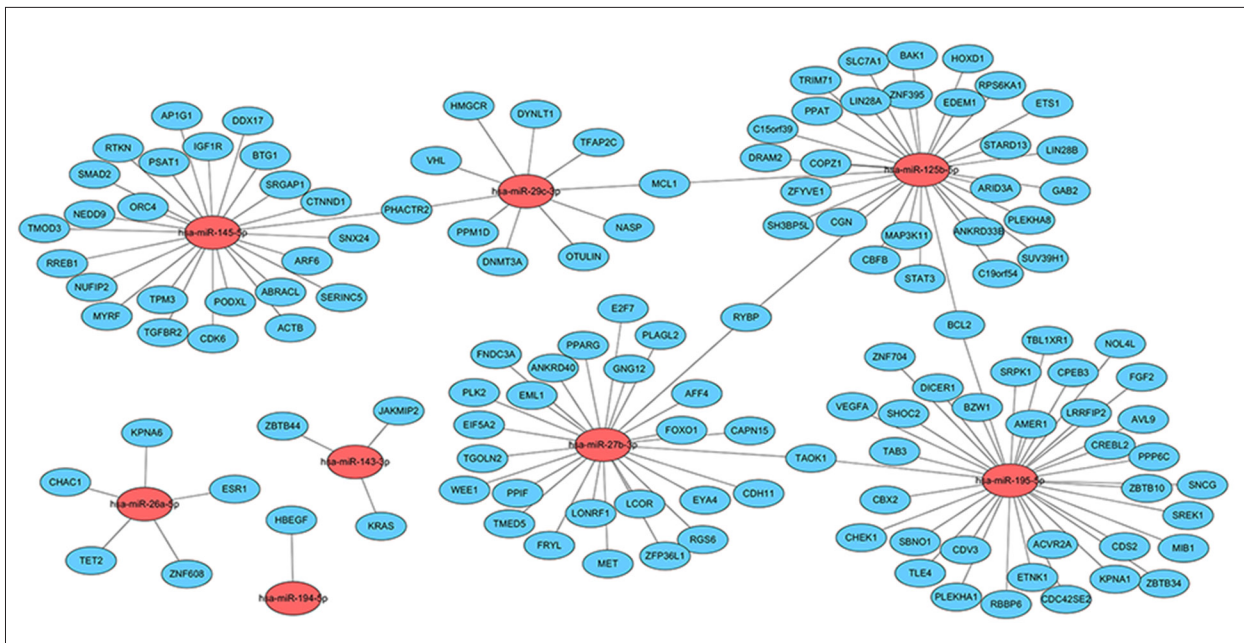 AP1G1
DDX17
RTKN
IGF1R
PSAT1
BTG1
SMAD2
SRGAP1
ORC4
CTNND1
NEDD9
TMOD3
hsa-miR-145-5p
SNX24
RREB1
ARF6
NUFIP2
ABRACL
SERINC5
MYRF
TPM3
PODXL
TGFBR2
CDK6
ACTB
PHACTR2
HMGCR
DYNLT1
TFAP2C
VHL
hsa-miR-29c-3p
MCL1
NASP
PPM1D
OTULIN
DNMT3A
SLC7A1
BAK1
HOXD1
TRIM71
ZNF395
RPS6KA1
LIN28A
EDEM1
PPAT
ETS1
C15orf39
STARD13
LIN28B
DRAM2
COPZ1
hsa-miR-125b-5p
ZFYVE1
ARID3A
GAB2
SH3BP5L
CGN
PLEKHA8
MAP3K11
ANKRD33B
CBFB
SUV39H1
STAT3
C19orf54
RYBP
BCL2
E2F7
PLAGL2
PPARG
FNDC3A
ANKRD40
GNG12
PLK2
EML1
AFF4
EIF5A2
FOXO1
CAPN15
hsa-miR-27b-3p
TGOLN2
TAOK1
WEE1
PPIF
LCOR
EYA4
CDH11
TMED5
LONRF1
FRYL
MET
ZFP36L1
RGS6
TBL1XR1
NOL4L
ZNF704
SRPK1
CPEB3
FGF2
DICER1
VEGFA
SHOC2
BZW1
LRRFIP2
AVL9
AMER1
TAB3
CREBL2
PPP6C
hsa-miR-195-5p
ZBTB10
SNCG
CBX2
SREK1
CHEK1
SBNO1
ACVR2A
CDS2
MIB1
CDV3
TLE4
ETNK1
KPNA1
ZBTB34
PLEKHA1
RBBP6
CDC42SE2
KPNA6
CHAC1
ESR1
hsa-miR-26a-5p
TET2
ZNF608
ZBTB44
JAKMIP2
hsa-miR-143-3p
KRAS
HBEGF
hsa-miR-194-5p